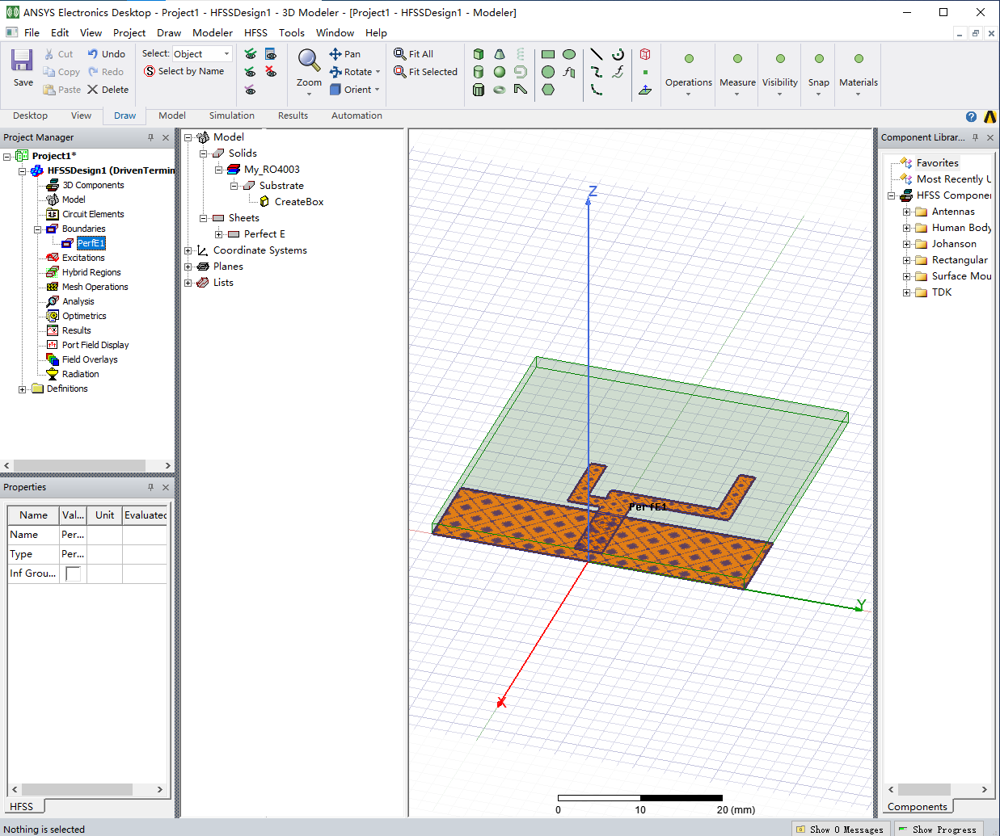 ANSYS Electronics Desktop - Project1 - HFSSDesign1 - 3D Modeler - [Project1 - HFSSDesign1 - Modeler]
File Edit View Project Draw Modeler HFSS Tools Window Help
Save
Cut
Copy
Paste
Undo
Redo
Delete
Select: Object
Select by Name
Zoom
Pan
Rotate
Orient
Fit All
Fit Selected
Operations
Measure
Visibility
Snap
Materials
Desktop View Draw Model Simulation Results Automation
Project Manager
Project1*
HFSSDesign1 (DrivenTermin
3D Components
Model
Circuit Elements
Boundaries
PerfE1
Excitations
Hybrid Regions
Mesh Operations
Analysis
Optimetrics
Results
Port Field Display
Field Overlays
Radiation
Definitions
Properties
Name Val... Unit Evaluated
Name Per...
Type Per...
Inf Grou...
HFSS
Model
Solids
My_RO4003
Substrate
CreateBox
Sheets
Perfect E
Coordinate Systems
Planes
Lists
Z
PerfE1
Y
X
0 10 20 (mm)
Component Librar...
Favorites
Most Recently U
HFSS Componer
Antennas
Human Body
Johanson
Rectangular
Surface Mou
TDK
Components
Nothing is selected
Show 0 Messages
Show Progress